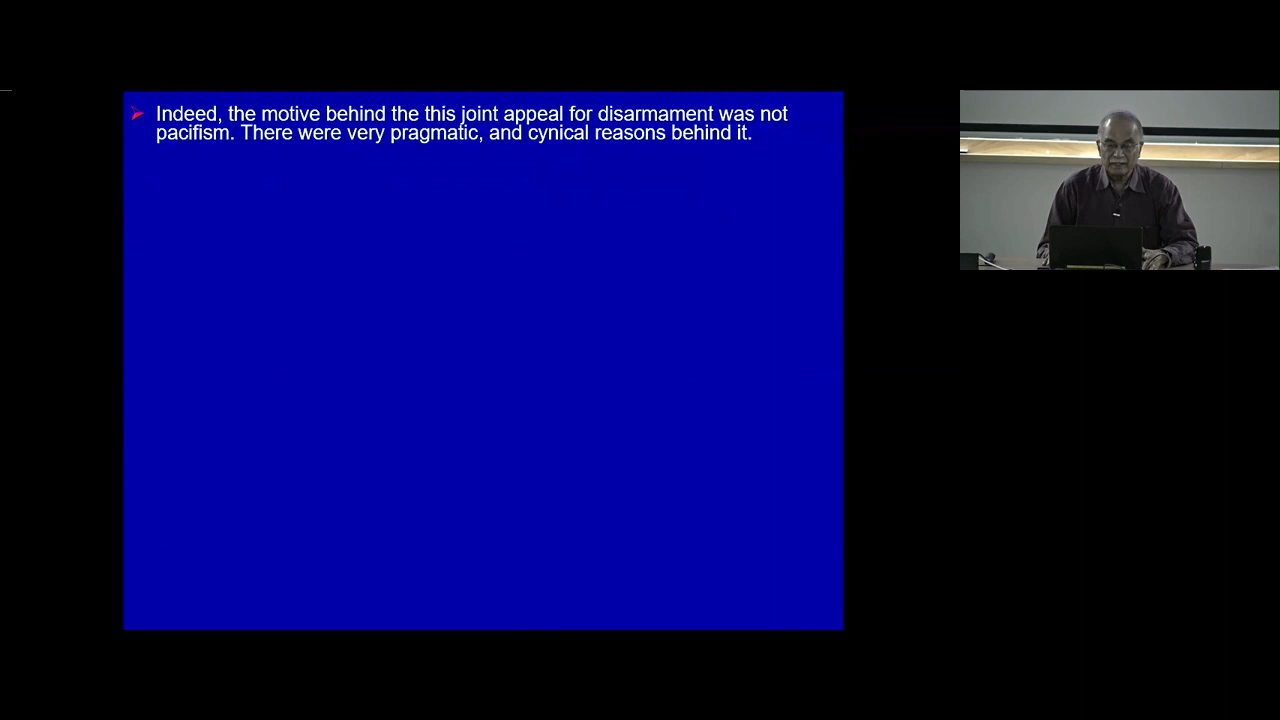 Indeed, the motive behind the this joint appeal for disarmament was not
pacifism. There were very pragmatic, and cynical reasons behind it.